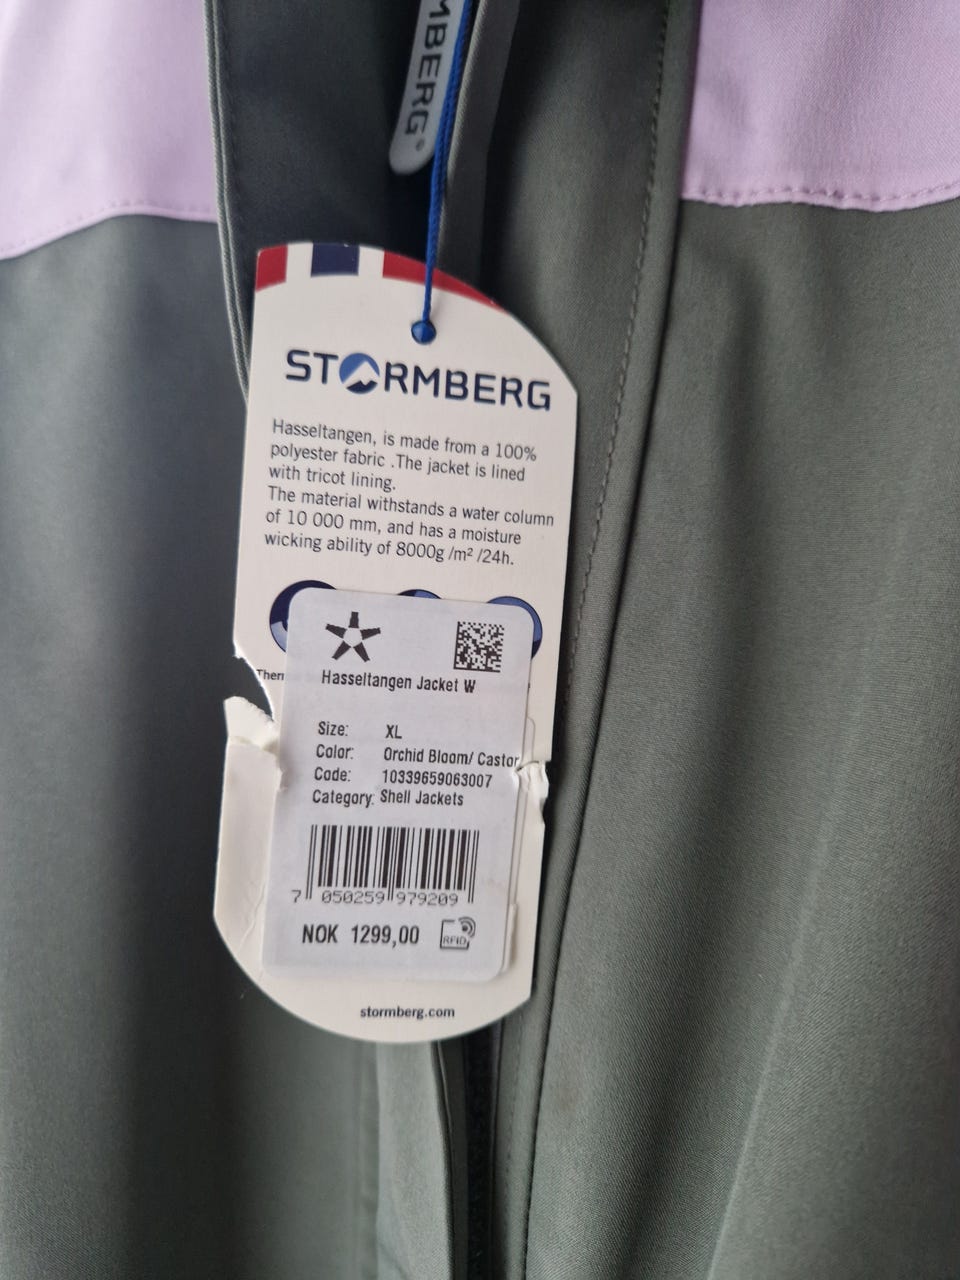 MBERG®
STORMBERG
Hasseltangen, is made from a 100%
polyester fabric .The jacket is lined
with tricot lining.
The material withstands a water column
of 10 000 mm, and has a moisture
wicking ability of 8000g /m² /24h.
Hasseltangen Jacket W
Size: XL
Color: Orchid Bloom/ Castor
Code: 10339659063007
Category: Shell Jackets
7 050259 979209
NOK 1299,00
RFID
stormberg.com